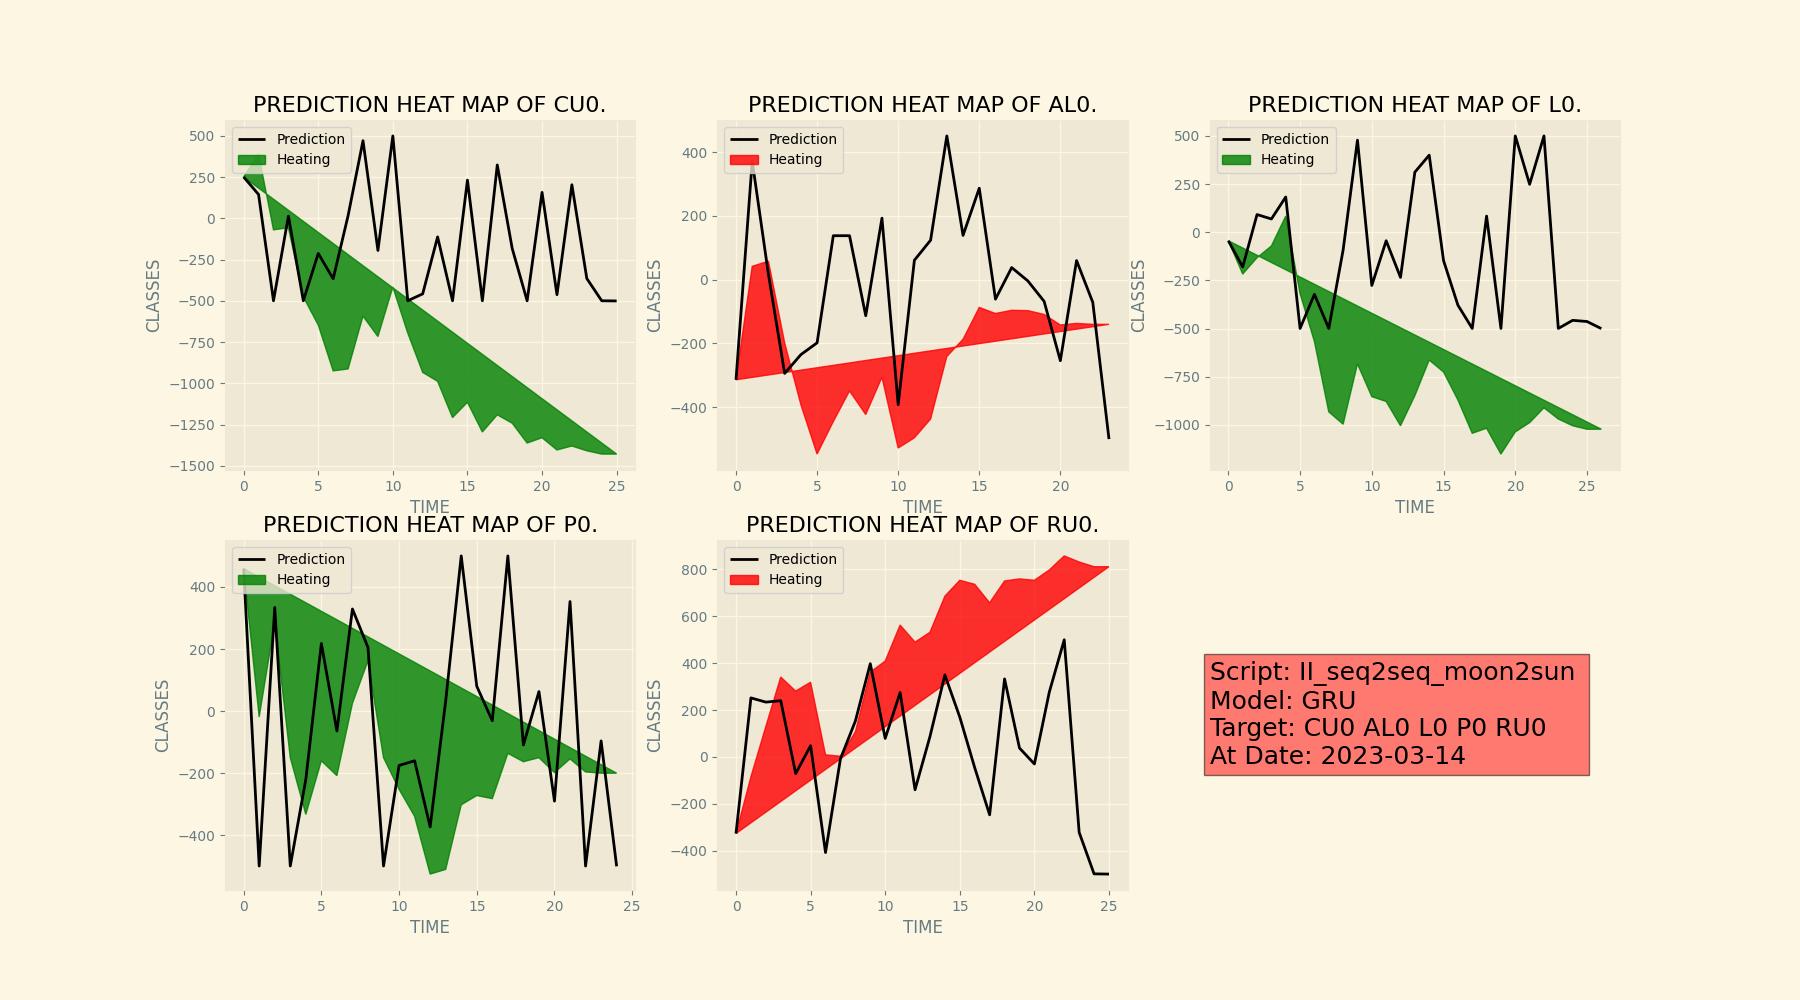 PREDICTION HEAT MAP OF CU0.
Prediction
Heating
500
250
0
−250
−500
−750
−1000
−1250
−1500
CLASSES
0 5 10 15 20 25
TIME
PREDICTION HEAT MAP OF AL0.
Prediction
Heating
400
200
0
−200
−400
CLASSES
0 5 10 15 20
TIME
PREDICTION HEAT MAP OF L0.
Prediction
Heating
500
250
0
−250
−500
−750
−1000
CLASSES
0 5 10 15 20 25
TIME
PREDICTION HEAT MAP OF P0.
Prediction
Heating
400
200
0
−200
−400
CLASSES
0 5 10 15 20 25
TIME
PREDICTION HEAT MAP OF RU0.
Prediction
Heating
800
600
400
200
0
−200
−400
CLASSES
0 5 10 15 20 25
TIME
Script: II_seq2seq_moon2sun
Model: GRU
Target: CU0 AL0 L0 P0 RU0
At Date: 2023-03-14